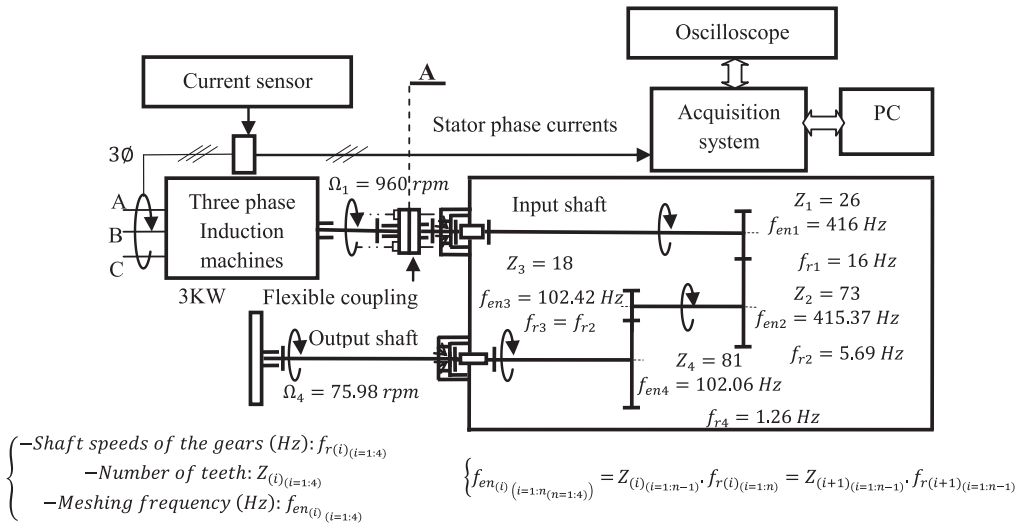 Oscilloscope
Current sensor
A
Acquisition
system
PC
Stator phase currents
3∅
Ω₁ = 960 rpm
Three phase
Induction
machines
A
B
C
3KW
Input shaft
Z₁ = 26
f_en1 = 416 Hz
f_r1 = 16 Hz
Z₃ = 18
Flexible coupling
f_en3 = 102.42 Hz
f_r3 = f_r2
Z₂ = 73
f_en2 = 415.37 Hz
f_r2 = 5.69 Hz
Output shaft
Z₄ = 81
f_en4 = 102.06 Hz
Ω₄ = 75.98 rpm
f_r4 = 1.26 Hz
−Shaft speeds of the gears (Hz): f_r(i)(i=1:4)
−Number of teeth: Z(i)(i=1:4)
−Meshing frequency (Hz): f_en(i)(i=1:4)
{f_en(i)(i=1:n(n=1:4)) = Z(i)(i=1:n−1). f_r(i)(i=1:n) = Z(i+1)(i=1:n−1). f_r(i+1)(i=1:n−1)